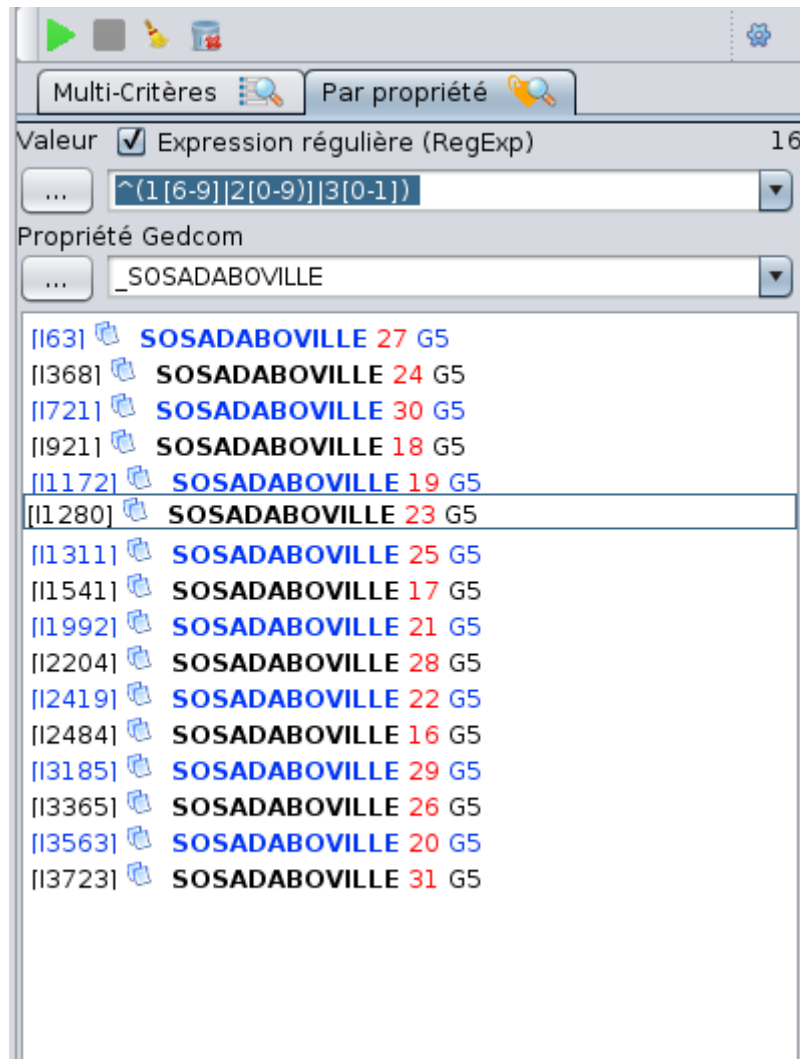 Multi-Critères Par propriété
Valeur Expression régulière (RegExp) 16
... ^(1[6-9]|2[0-9)]|3[0-1])
Propriété Gedcom
... _SOSADABOVILLE
[I63] SOSADABOVILLE 27 G5
[I368] SOSADABOVILLE 24 G5
[I721] SOSADABOVILLE 30 G5
[I921] SOSADABOVILLE 18 G5
[I1172] SOSADABOVILLE 19 G5
[I1280] SOSADABOVILLE 23 G5
[I1311] SOSADABOVILLE 25 G5
[I1541] SOSADABOVILLE 17 G5
[I1992] SOSADABOVILLE 21 G5
[I2204] SOSADABOVILLE 28 G5
[I2419] SOSADABOVILLE 22 G5
[I2484] SOSADABOVILLE 16 G5
[I3185] SOSADABOVILLE 29 G5
[I3365] SOSADABOVILLE 26 G5
[I3563] SOSADABOVILLE 20 G5
[I3723] SOSADABOVILLE 31 G5